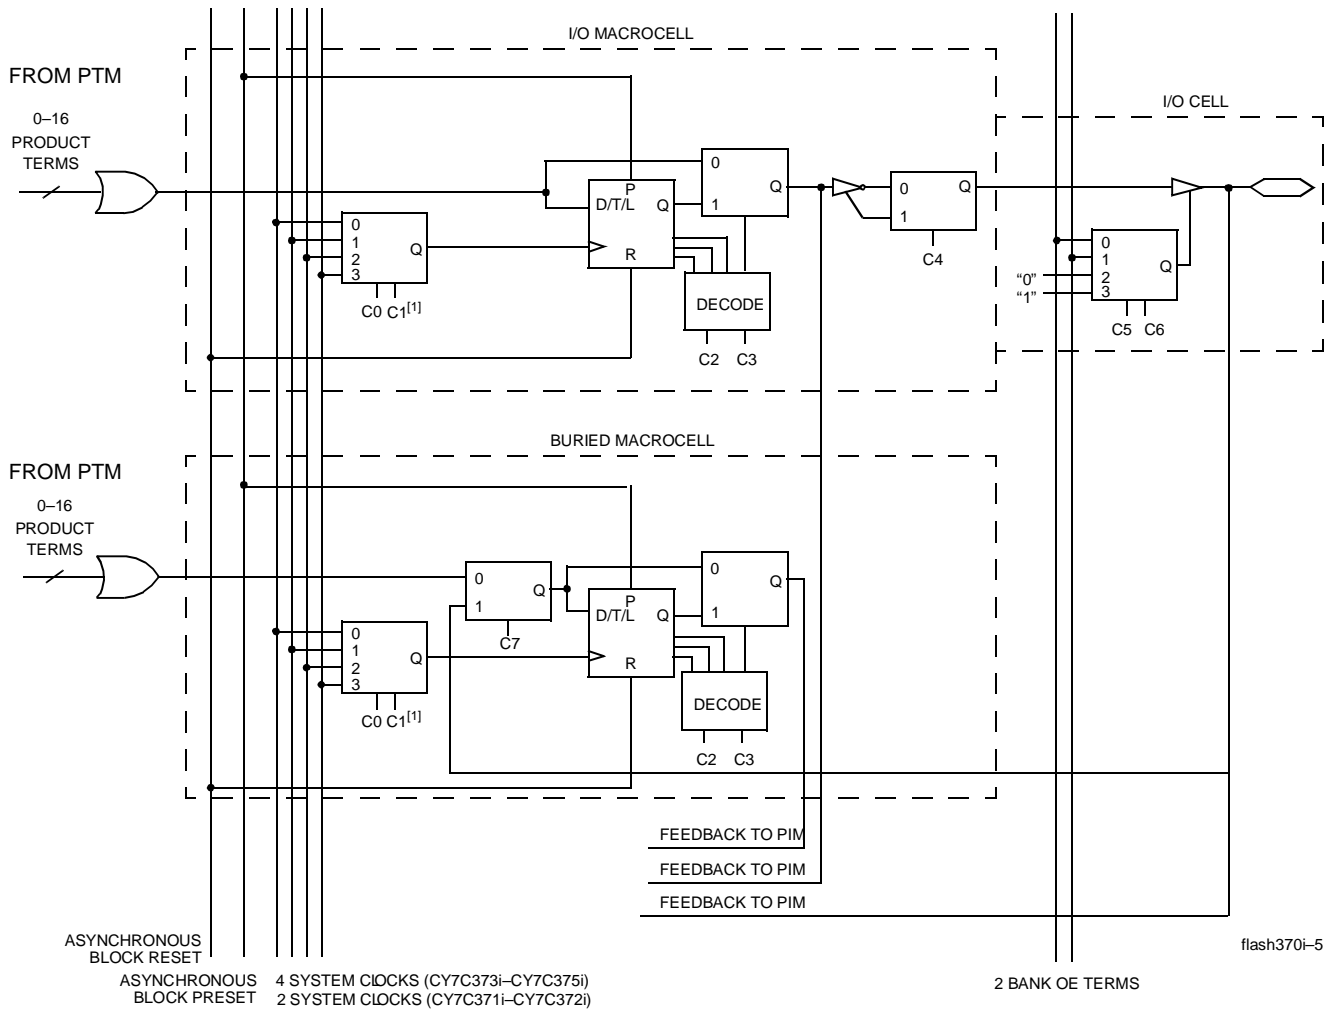 I/O MACROCELL
FROM PTM
0–16
PRODUCT
TERMS
I/O CELL
0
1
Q
P
D/T/L
Q
R
0
1
2
3
Q
C0 C1[1]
DECODE
C2 C3
0
1
Q
C4
0
1
2
3
Q
“0”
“1”
C5 C6
BURIED MACROCELL
FROM PTM
0–16
PRODUCT
TERMS
0
1
Q
C7
0
1
Q
P
D/T/L
Q
R
0
1
2
3
Q
C0 C1[1]
DECODE
C2 C3
FEEDBACK TO PIM
FEEDBACK TO PIM
FEEDBACK TO PIM
ASYNCHRONOUS
BLOCK RESET
ASYNCHRONOUS
BLOCK PRESET
4 SYSTEM CLOCKS (CY7C373i–CY7C375i)
2 SYSTEM CLOCKS (CY7C371i–CY7C372i)
2 BANK OE TERMS
flash370i–5